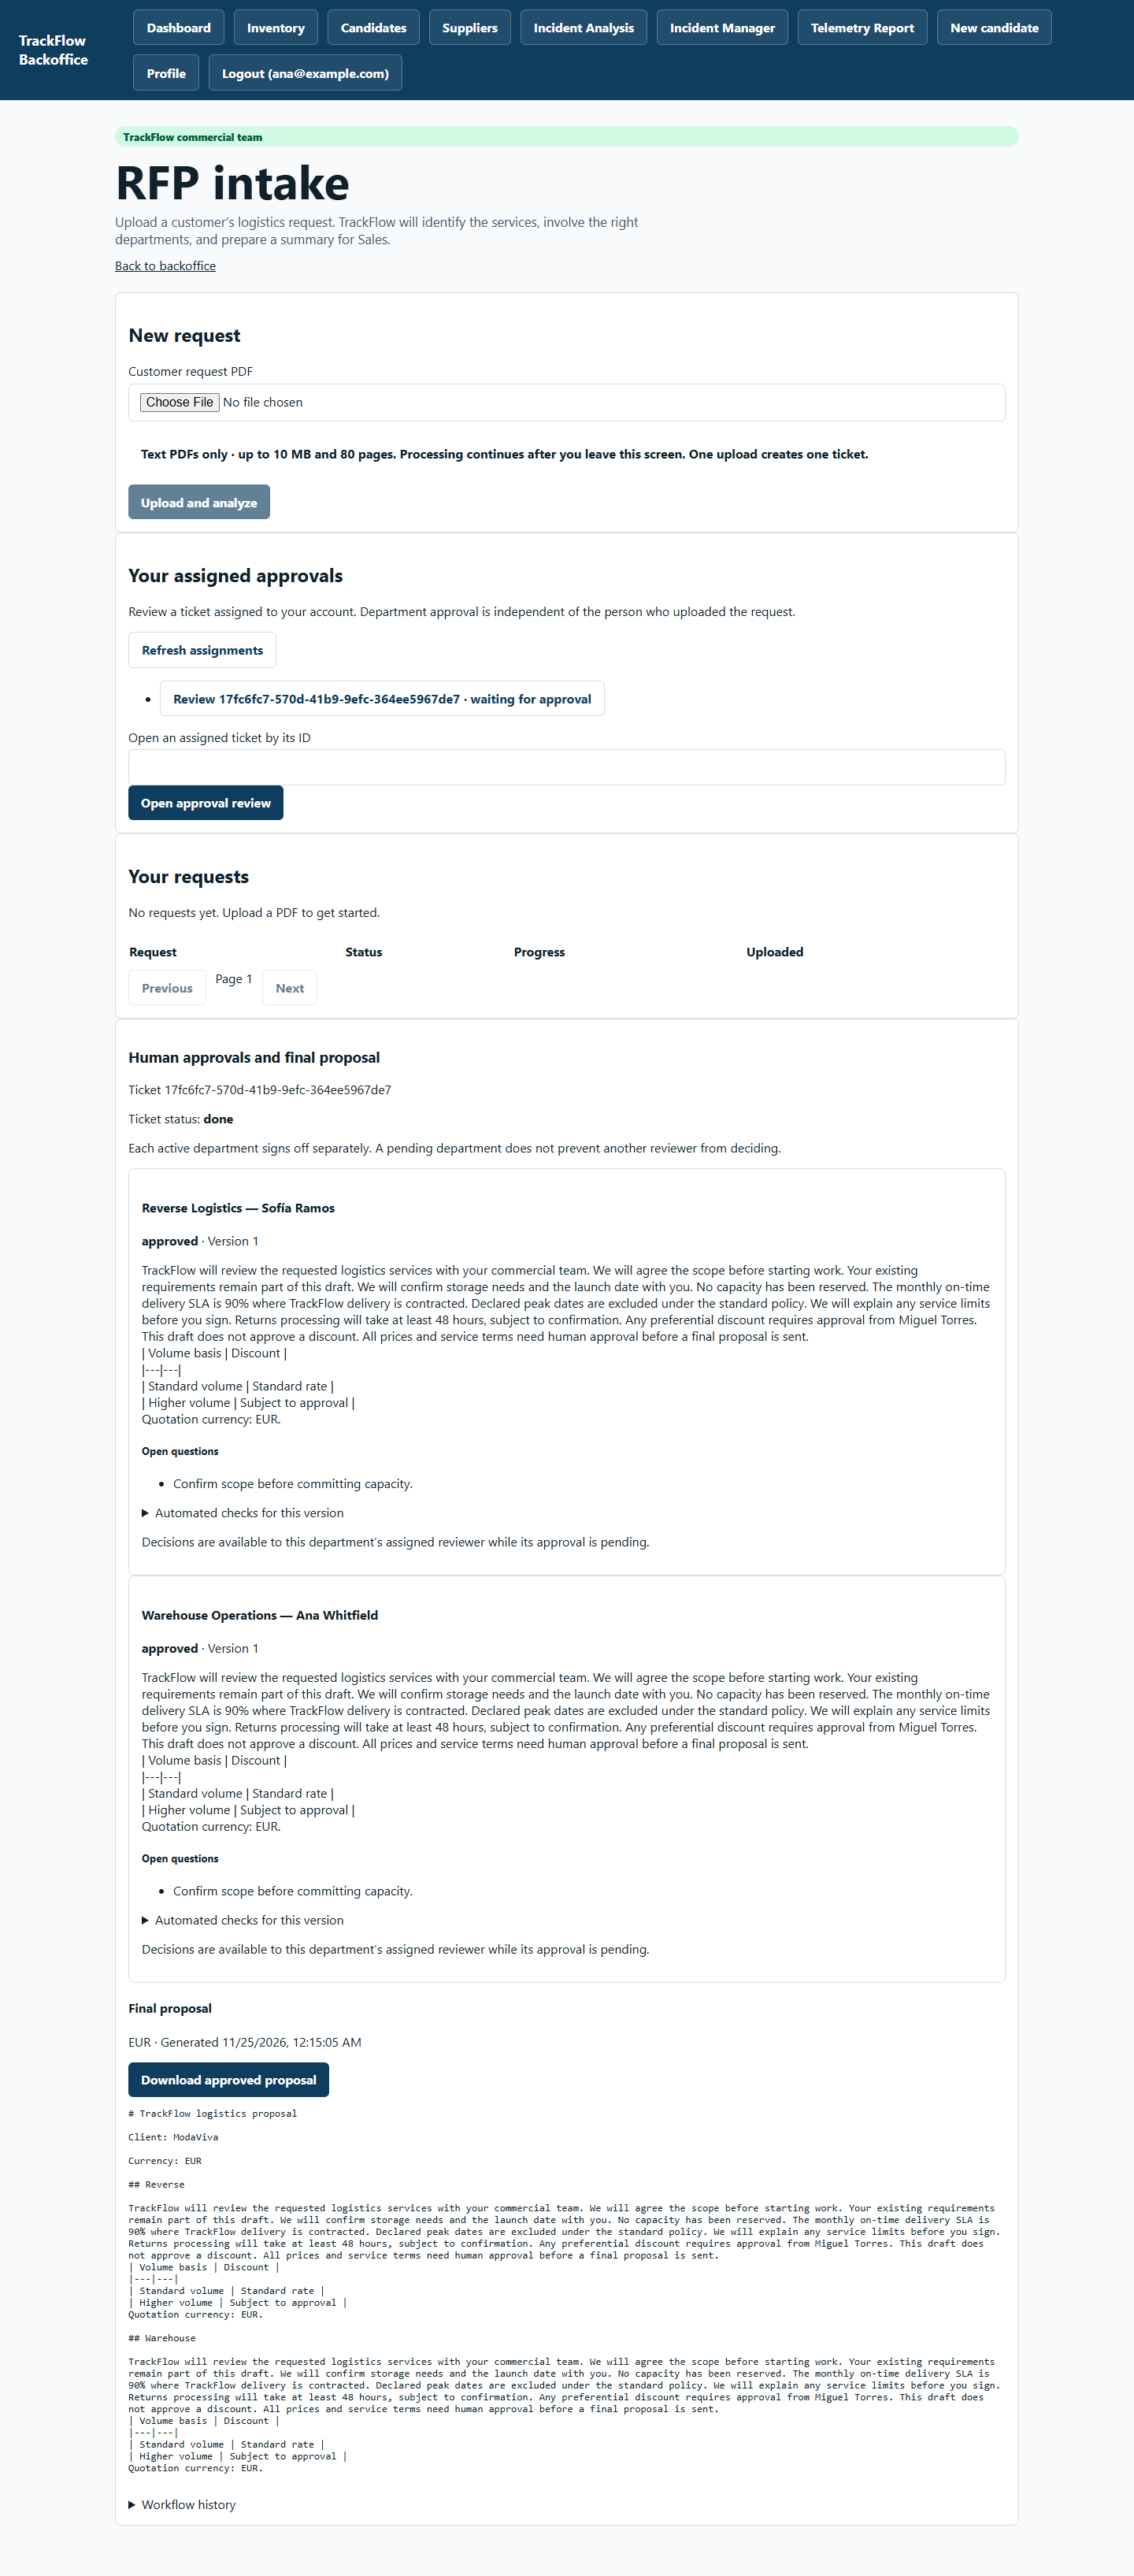 TrackFlow
Backoffice
Dashboard
Inventory
Candidates
Suppliers
Incident Analysis
Incident Manager
Telemetry Report
New candidate
Profile
Logout (ana@example.com)
TrackFlow commercial team
RFP intake
Upload a customer's logistics request. TrackFlow will identify the services, involve the right
departments, and prepare a summary for Sales.
Back to backoffice
New request
Customer request PDF
Choose File No file chosen
Text PDFs only · up to 10 MB and 80 pages. Processing continues after you leave this screen. One upload creates one ticket.
Upload and analyze
Your assigned approvals
Review a ticket assigned to your account. Department approval is independent of the person who uploaded the request.
Refresh assignments
• Review 17fc6fc7-570d-41b9-9efc-364ee5967de7 · waiting for approval
Open an assigned ticket by its ID
Open approval review
Your requests
No requests yet. Upload a PDF to get started.
Request Status Progress Uploaded
Previous Page 1 Next
Human approvals and final proposal
Ticket 17fc6fc7-570d-41b9-9efc-364ee5967de7
Ticket status: done
Each active department signs off separately. A pending department does not prevent another reviewer from deciding.
Reverse Logistics — Sofía Ramos
approved · Version 1
TrackFlow will review the requested logistics services with your commercial team. We will agree the scope before starting work. Your existing
requirements remain part of this draft. We will confirm storage needs and the launch date with you. No capacity has been reserved. The monthly on-time
delivery SLA is 90% where TrackFlow delivery is contracted. Declared peak dates are excluded under the standard policy. We will explain any service limits
before you sign. Returns processing will take at least 48 hours, subject to confirmation. Any preferential discount requires approval from Miguel Torres.
This draft does not approve a discount. All prices and service terms need human approval before a final proposal is sent.
| Volume basis | Discount |
|---|---|
| Standard volume | Standard rate |
| Higher volume | Subject to approval |
Quotation currency: EUR.
Open questions
• Confirm scope before committing capacity.
▶ Automated checks for this version
Decisions are available to this department's assigned reviewer while its approval is pending.
Warehouse Operations — Ana Whitfield
approved · Version 1
TrackFlow will review the requested logistics services with your commercial team. We will agree the scope before starting work. Your existing
requirements remain part of this draft. We will confirm storage needs and the launch date with you. No capacity has been reserved. The monthly on-time
delivery SLA is 90% where TrackFlow delivery is contracted. Declared peak dates are excluded under the standard policy. We will explain any service limits
before you sign. Returns processing will take at least 48 hours, subject to confirmation. Any preferential discount requires approval from Miguel Torres.
This draft does not approve a discount. All prices and service terms need human approval before a final proposal is sent.
| Volume basis | Discount |
|---|---|
| Standard volume | Standard rate |
| Higher volume | Subject to approval |
Quotation currency: EUR.
Open questions
• Confirm scope before committing capacity.
▶ Automated checks for this version
Decisions are available to this department's assigned reviewer while its approval is pending.
Final proposal
EUR · Generated 11/25/2026, 12:15:05 AM
Download approved proposal
# TrackFlow logistics proposal
Client: ModaViva
Currency: EUR
## Reverse
TrackFlow will review the requested logistics services with your commercial team. We will agree the scope before starting work. Your existing requirements
remain part of this draft. We will confirm storage needs and the launch date with you. No capacity has been reserved. The monthly on-time delivery SLA is
90% where TrackFlow delivery is contracted. Declared peak dates are excluded under the standard policy. We will explain any service limits before you sign.
Returns processing will take at least 48 hours, subject to confirmation. Any preferential discount requires approval from Miguel Torres. This draft does
not approve a discount. All prices and service terms need human approval before a final proposal is sent.
| Volume basis | Discount |
|---|---|
| Standard volume | Standard rate |
| Higher volume | Subject to approval |
Quotation currency: EUR.
## Warehouse
TrackFlow will review the requested logistics services with your commercial team. We will agree the scope before starting work. Your existing requirements
remain part of this draft. We will confirm storage needs and the launch date with you. No capacity has been reserved. The monthly on-time delivery SLA is
90% where TrackFlow delivery is contracted. Declared peak dates are excluded under the standard policy. We will explain any service limits before you sign.
Returns processing will take at least 48 hours, subject to confirmation. Any preferential discount requires approval from Miguel Torres. This draft does
not approve a discount. All prices and service terms need human approval before a final proposal is sent.
| Volume basis | Discount |
|---|---|
| Standard volume | Standard rate |
| Higher volume | Subject to approval |
Quotation currency: EUR.
▶ Workflow history